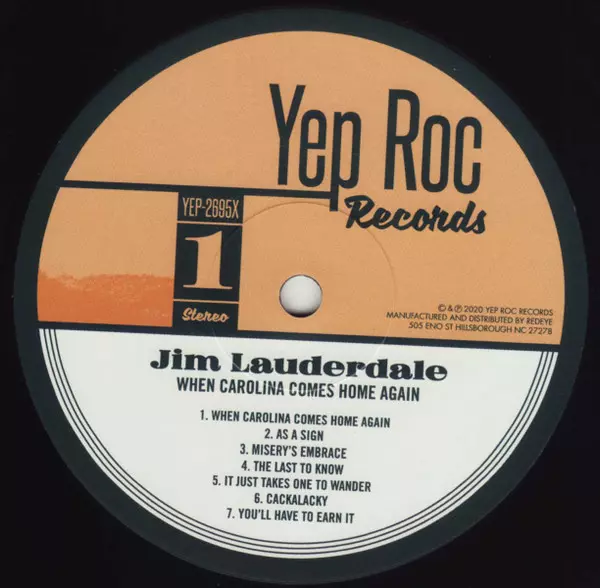 Yep Roc
Records
YEP-2695X
1
Stereo
© & ℗ 2020 YEP ROC RECORDS
MANUFACTURED AND DISTRIBUTED BY REDEYE
505 ENO ST HILLSBOROUGH NC 27278
Jim Lauderdale
WHEN CAROLINA COMES HOME AGAIN
1. WHEN CAROLINA COMES HOME AGAIN
2. AS A SIGN
3. MISERY'S EMBRACE
4. THE LAST TO KNOW
5. IT JUST TAKES ONE TO WANDER
6. CACKALACKY
7. YOU'LL HAVE TO EARN IT